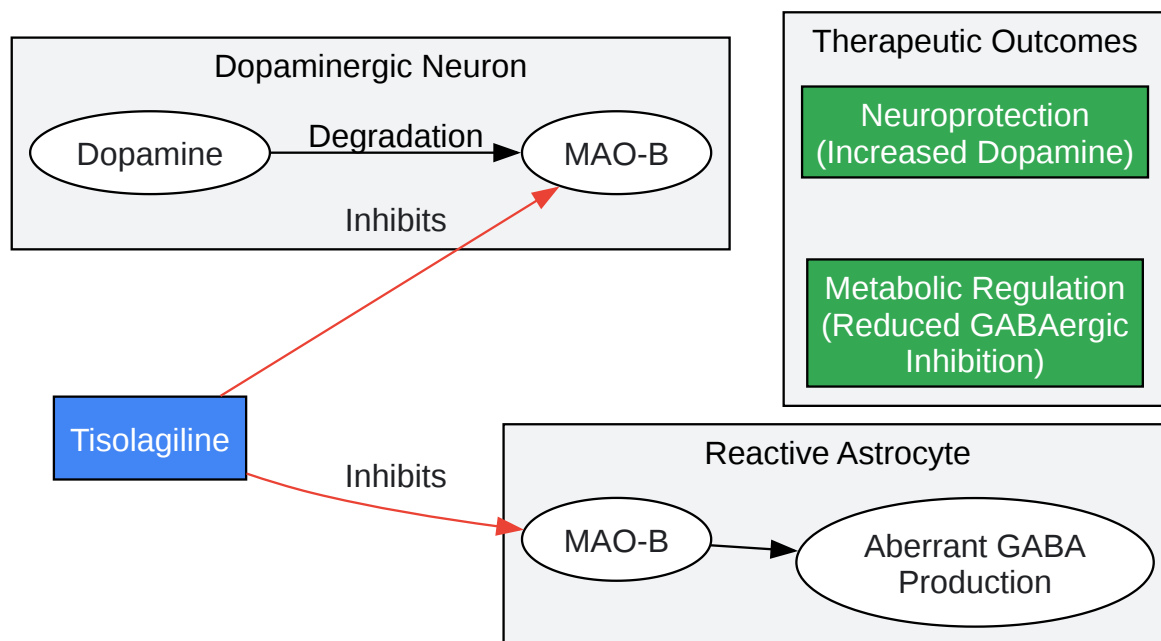 Dopaminergic Neuron
Dopamine
Degradation
MAO-B
Inhibits
Therapeutic Outcomes
Neuroprotection
(Increased Dopamine)
Metabolic Regulation
(Reduced GABAergic
Inhibition)
Tisolagiline
Inhibits
Reactive Astrocyte
MAO-B
Aberrant GABA
Production